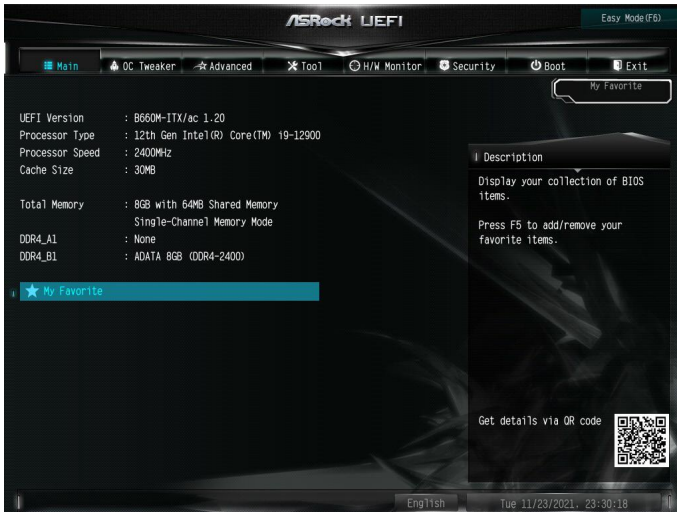 ASRock UEFI
Easy Mode(F6)
Main
OC Tweaker
Advanced
Tool
H/W Monitor
Security
Boot
Exit
My Favorite
UEFI Version : B660M-ITX/ac 1.20
Processor Type : 12th Gen Intel(R) Core(TM) i9-12900
Processor Speed : 2400MHz
Cache Size : 30MB
Total Memory : 8GB with 64MB Shared Memory
Single-Channel Memory Mode
DDR4_A1 : None
DDR4_B1 : ADATA 8GB (DDR4-2400)
My Favorite
Description
Display your collection of BIOS
items.
Press F5 to add/remove your
favorite items.
Get details via QR code
English
Tue 11/23/2021, 23:30:18